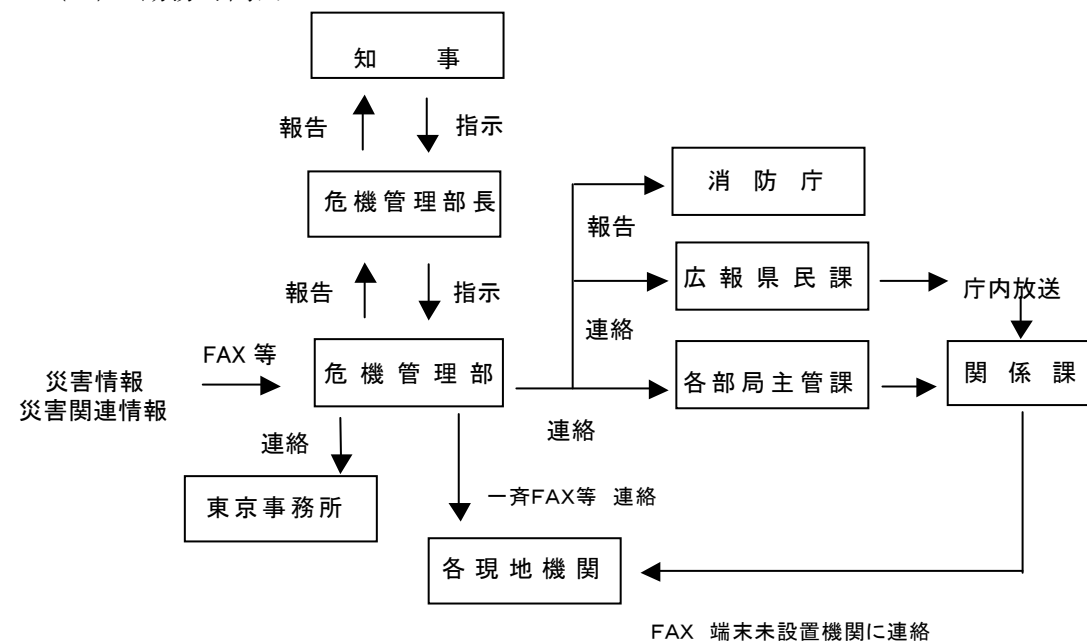 知 事
報告
指示
危機管理部長
消 防 庁
報告
報告
指示
広報県民課
庁内放送
連絡
FAX 等
災害情報
災害関連情報
危機管理部
各部局主管課
関 係 課
連絡
連絡
東京事務所
一斉FAX等 連絡
各現地機関
FAX 端末未設置機関に連絡